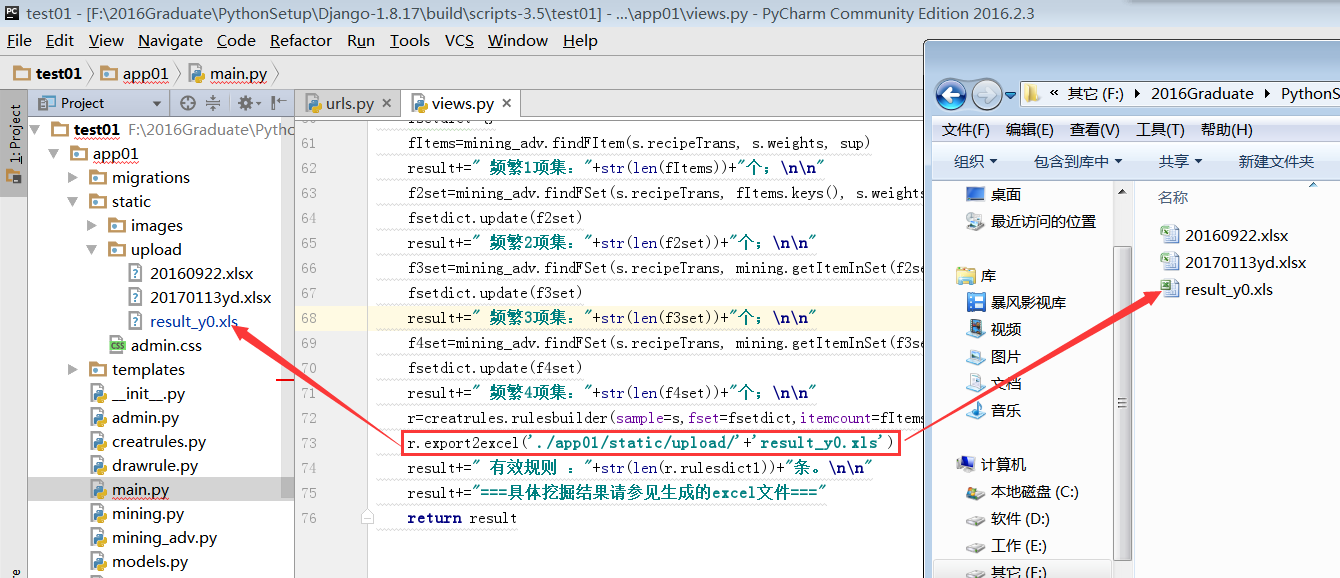 test01 - [F:\2016Graduate\PythonSetup\Django-1.8.17\build\scripts-3.5\test01] - ...\app01\views.py - PyCharm Community Edition 2016.2.3
File Edit View Navigate Code Refactor Run Tools VCS Window Help
test01 app01 main.py
1: Project
Project
test01 F:\2016Graduate\Pythc
app01
migrations
static
images
upload
20160922.xlsx
20170113yd.xlsx
result_y0.xls
admin.css
templates
__init__.py
admin.py
creatrules.py
drawrule.py
main.py
mining.py
mining_adv.py
models.py
urls.py views.py
61 fItems=mining_adv.findFItem(s.recipeTrans, s.weights, sup)
62 result+=" 频繁1项集："+str(len(fItems))+"个；\n\n"
63 f2set=mining_adv.findFSet(s.recipeTrans, fItems.keys(), s.weights
64 fsetdict.update(f2set)
65 result+=" 频繁2项集："+str(len(f2set))+"个；\n\n"
66 f3set=mining_adv.findFSet(s.recipeTrans, mining.getItemInSet(f2se
67 fsetdict.update(f3set)
68 result+=" 频繁3项集："+str(len(f3set))+"个；\n\n"
69 f4set=mining_adv.findFSet(s.recipeTrans, mining.getItemInSet(f3se
70 fsetdict.update(f4set)
71 result+=" 频繁4项集："+str(len(f4set))+"个；\n\n"
72 r=creatrules.rulesbuilder(sample=s,fset=fsetdict,itemcount=fItems
73 r.export2excel('./app01/static/upload/'+'result_y0.xls')
74 result+=" 有效规则 ："+str(len(r.rulesdict1))+"条。\n\n"
75 result+="===具体挖掘结果请参见生成的excel文件==="
76 return result
« 其它 (F:) 2016Graduate PythonS
文件(F) 编辑(E) 查看(V) 工具(T) 帮助(H)
组织 包含到库中 共享 新建文件夹
桌面
最近访问的位置
库
暴风影视库
视频
图片
文档
音乐
计算机
本地磁盘 (C:)
软件 (D:)
工作 (E:)
其它 (F:)
名称
20160922.xlsx
20170113yd.xlsx
result_y0.xls